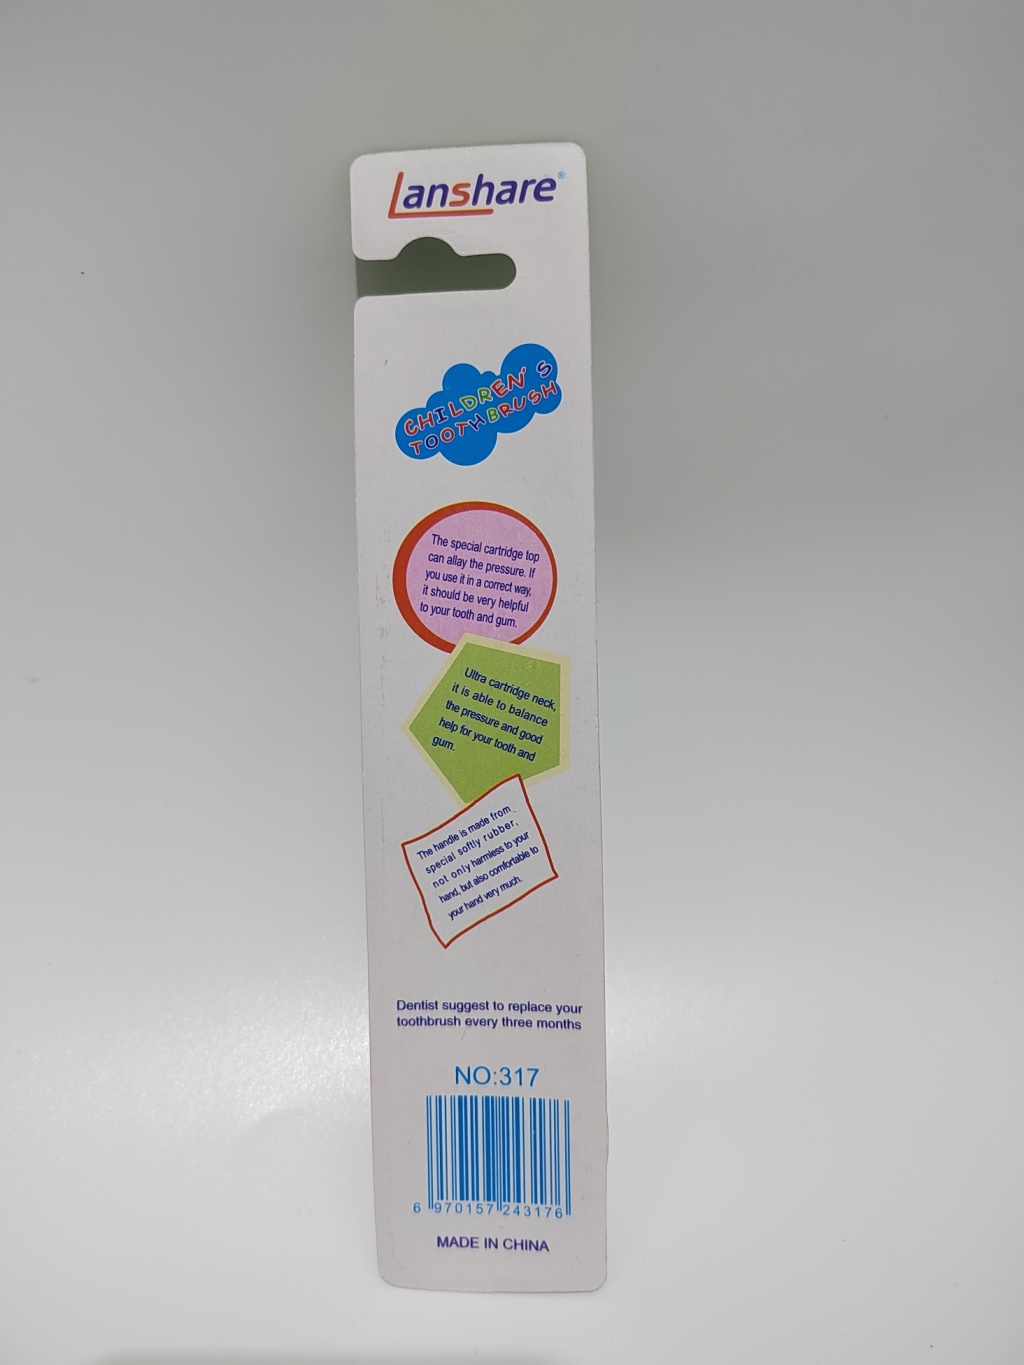 Lanshare®
CHILDREN'S
TOOTHBRUSH
The special cartridge top
can allay the pressure. If
you use it in a correct way,
it should be very helpful
to your tooth and gum.
Ultra cartridge neck,
it is able to balance
the pressure and good
help for your tooth and
gum.
The handle is made from
special softly rubber,
not only harmless to your
hand, but also comfortable to
your hand very much.
Dentist suggest to replace your
toothbrush every three months
NO:317
6 970157 243176
MADE IN CHINA